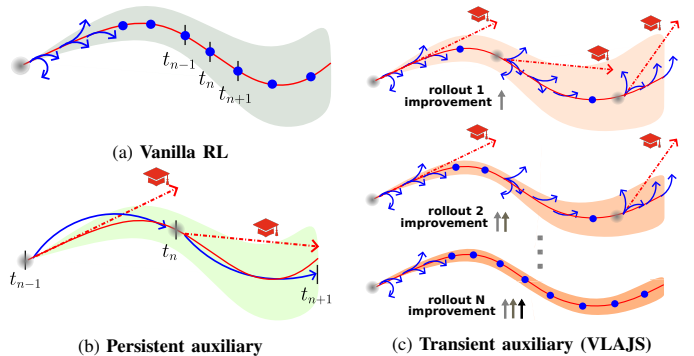 t_{n-1}
t_n
t_{n+1}
(a) Vanilla RL
t_{n-1}
t_n
t_{n+1}
(b) Persistent auxiliary
rollout 1
improvement
rollout 2
improvement
rollout N
improvement
(c) Transient auxiliary (VLAJS)